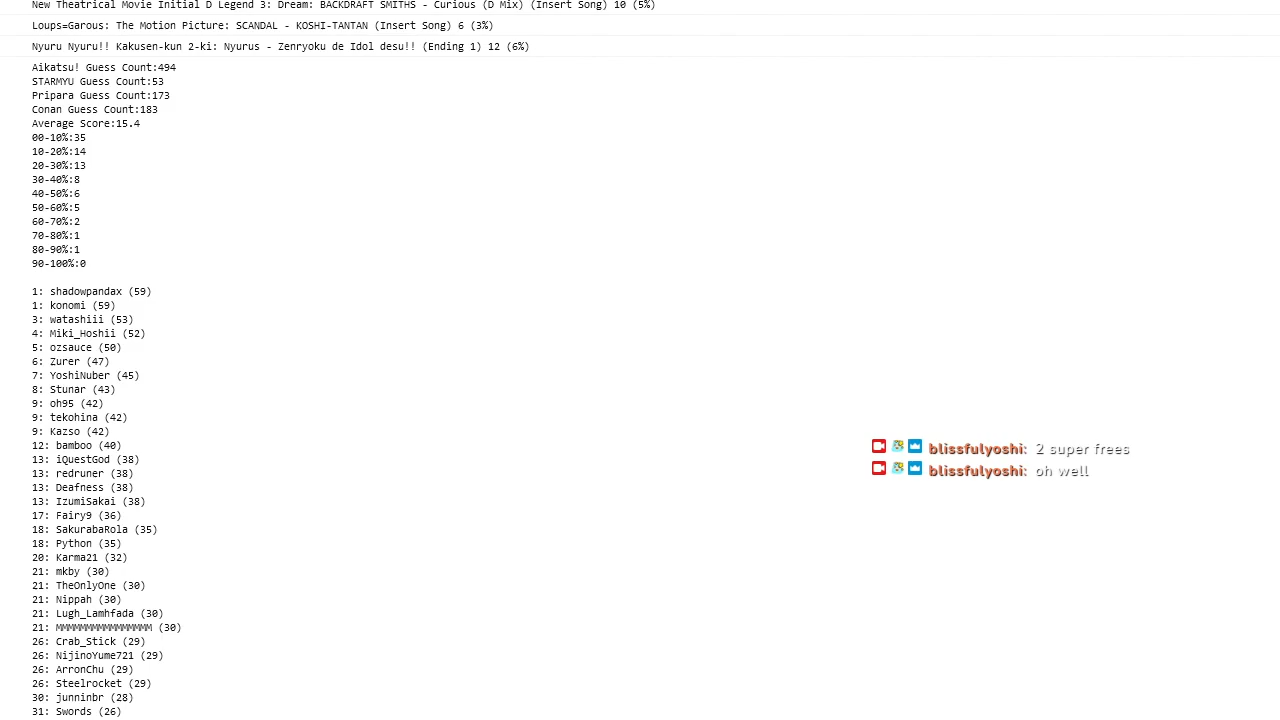 New Theatrical Movie Initial D Legend 3: Dream: BACKDRAFT SMITHS - Curious (D Mix) (Insert Song) 10 (5%)
Loups=Garous: The Motion Picture: SCANDAL - KOSHI-TANTAN (Insert Song) 6 (3%)
Nyuru Nyuru!! Kakusen-kun 2-ki: Nyurus - Zenryoku de Idol desu!! (Ending 1) 12 (6%)
Aikatsu! Guess Count:494
STARMYU Guess Count:53
Pripara Guess Count:173
Conan Guess Count:183
Average Score:15.4
00-10%:35
10-20%:14
20-30%:13
30-40%:8
40-50%:6
50-60%:5
60-70%:2
70-80%:1
80-90%:1
90-100%:0
1: shadowpandax (59)
1: konomi (59)
3: watashiii (53)
4: Miki_Hoshii (52)
5: ozsauce (50)
6: Zurer (47)
7: YoshiNuber (45)
8: Stunar (43)
9: oh95 (42)
9: tekohina (42)
9: Kazso (42)
12: bamboo (40)
13: iQuestGod (38)
13: redruner (38)
13: Deafness (38)
13: IzumiSakai (38)
17: Fairy9 (36)
18: SakurabaRola (35)
18: Python (35)
20: Karma21 (32)
21: mkby (30)
21: TheOnlyOne (30)
21: Nippah (30)
21: Lugh_Lamhfada (30)
21: MMMMMMMMMMMMMMMM (30)
26: Crab_Stick (29)
26: NijinoYume721 (29)
26: ArronChu (29)
26: Steelrocket (29)
30: junninbr (28)
31: Swords (26)
blissfulyoshi: 2 super frees
blissfulyoshi: oh well